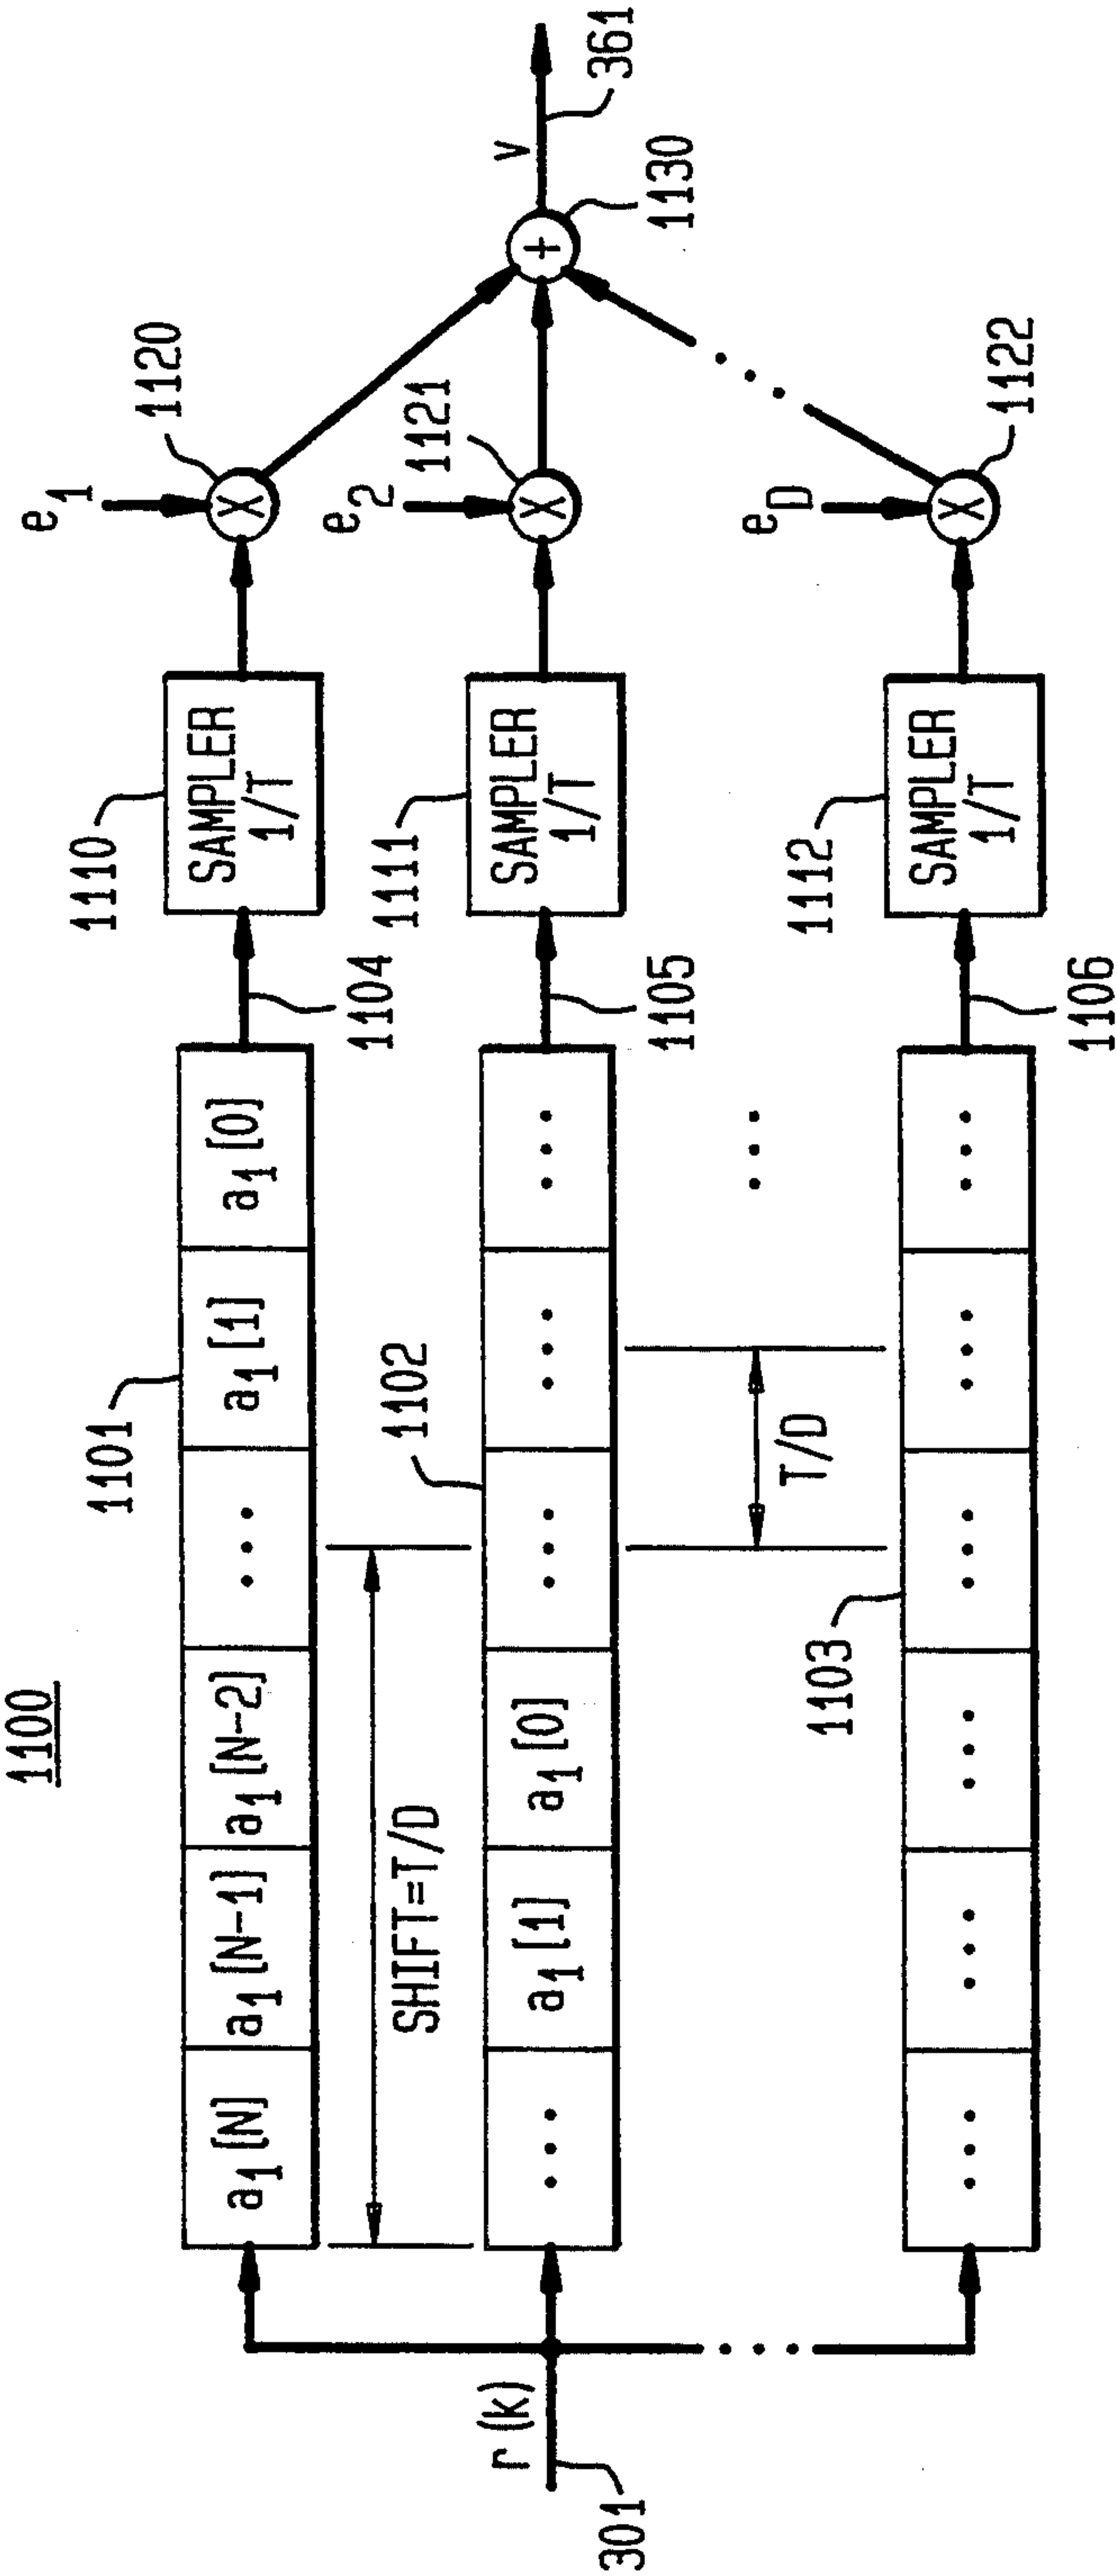 1100
1101
a1[N] a1[N-1] a1[N-2] ... a1[1] a1[0]
1104
1110
SAMPLER
1/T
e1
1120
SHIFT=T/D
1102
r(k)
301
... a1[1] a1[0] ... ... ...
1105
1111
SAMPLER
1/T
e2
1121
+
1130
v
361
T/D
...
1103
... ... ... ... ... ...
1106
1112
SAMPLER
1/T
eD
1122